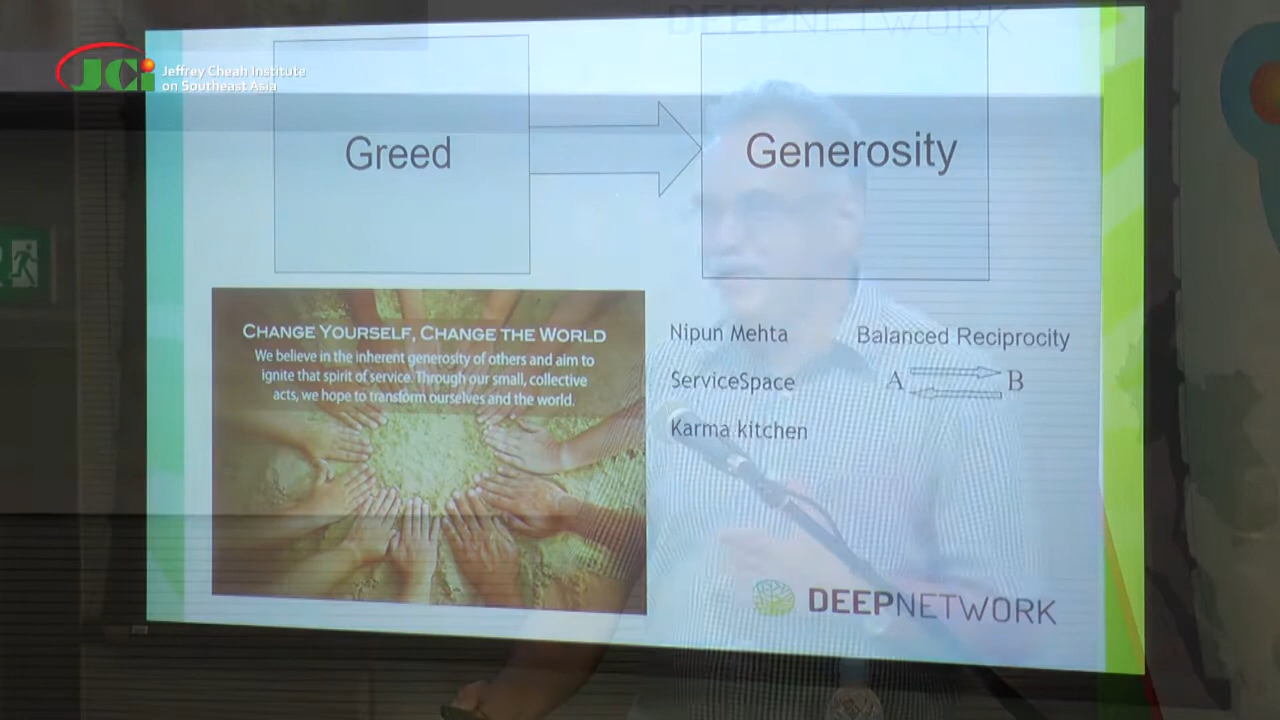 DEEPNETWORK
JCi Jeffrey Cheah Institute
on Southeast Asia
Greed
Generosity
CHANGE YOURSELF, CHANGE THE WORLD
We believe in the inherent generosity of others and aim to
ignite that spirit of service. Through our small, collective
acts, we hope to transform ourselves and the world.
Nipun Mehta
ServiceSpace
Karma kitchen
Balanced Reciprocity
A B
DEEPNETWORK